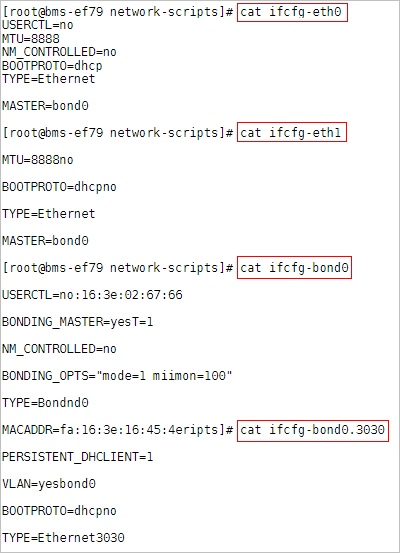 [root@bms-ef79 network-scripts]# cat ifcfg-eth0
USERCTL=no
MTU=8888
NM_CONTROLLED=no
BOOTPROTO=dhcp
TYPE=Ethernet
MASTER=bond0
[root@bms-ef79 network-scripts]# cat ifcfg-eth1
MTU=8888no
BOOTPROTO=dhcpno
TYPE=Ethernet
MASTER=bond0
[root@bms-ef79 network-scripts]# cat ifcfg-bond0
USERCTL=no:16:3e:02:67:66
BONDING_MASTER=yesT=1
NM_CONTROLLED=no
BONDING_OPTS="mode=1 miimon=100"
TYPE=Bondnd0
MACADDR=fa:16:3e:16:45:4eripts]# cat ifcfg-bond0.3030
PERSISTENT_DHCLIENT=1
VLAN=yesbond0
BOOTPROTO=dhcpno
TYPE=Ethernet3030